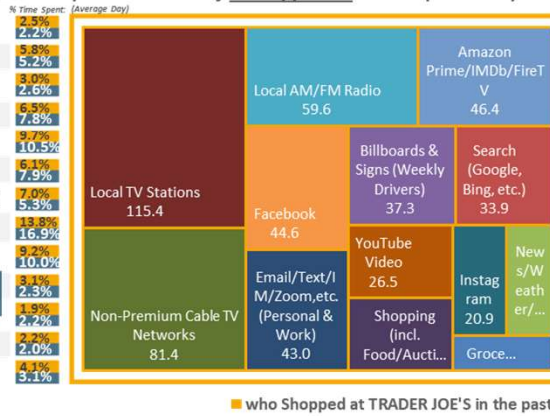 % Time Spent: (Average Day)
2.5%
2.2%
5.8%
5.2%
3.0%
2.6%
6.5%
7.8%
9.7%
10.5%
6.1%
7.9%
7.0%
5.3%
13.8%
16.9%
9.2%
10.0%
3.1%
2.3%
1.9%
2.2%
2.2%
2.0%
4.1%
3.1%
Local TV Stations
115.4
Non-Premium Cable TV
Networks
81.4
Local AM/FM Radio
59.6
Amazon
Prime/IMDb/FireT
V
46.4
Facebook
44.6
Email/Text/I
M/Zoom,etc.
(Personal &
Work)
43.0
Billboards &
Signs (Weekly
Drivers)
37.3
Search
(Google,
Bing, etc.)
33.9
YouTube
Video
26.5
Shopping
(incl.
Food/Aucti...
Instag
ram
20.9
New
s/W
eath
er/...
Groce...
who Shopped at TRADER JOE'S in the past